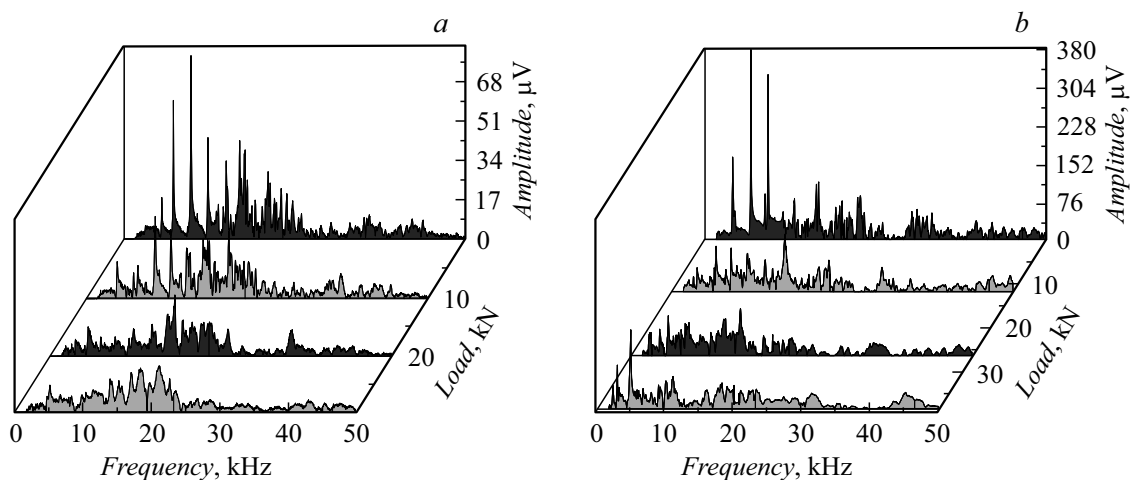 a
68
51
34
17
0
Amplitude, μV
10
20
Load, kN
0 10 20 30 40 50
Frequency, kHz
b
380
304
228
152
76
0
Amplitude, μV
10
20
30
Load, kN
0 10 20 30 40 50
Frequency, kHz